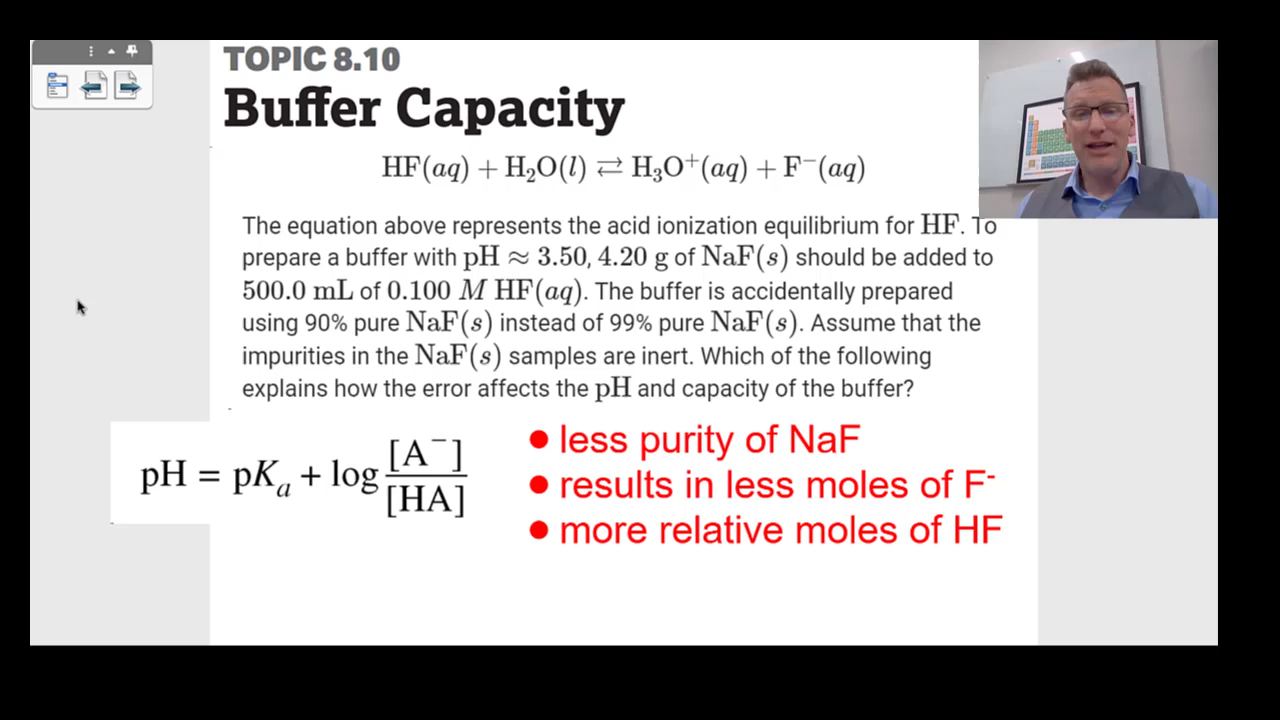 TOPIC 8.10
Buffer Capacity
HF(aq) + H₂O(l) ⇄ H₃O⁺(aq) + F⁻(aq)
The equation above represents the acid ionization equilibrium for HF. To
prepare a buffer with pH ≈ 3.50, 4.20 g of NaF(s) should be added to
500.0 mL of 0.100 M HF(aq). The buffer is accidentally prepared
using 90% pure NaF(s) instead of 99% pure NaF(s). Assume that the
impurities in the NaF(s) samples are inert. Which of the following
explains how the error affects the pH and capacity of the buffer?
pH = pKₐ + log [A⁻]/[HA]
● less purity of NaF
● results in less moles of F⁻
● more relative moles of HF